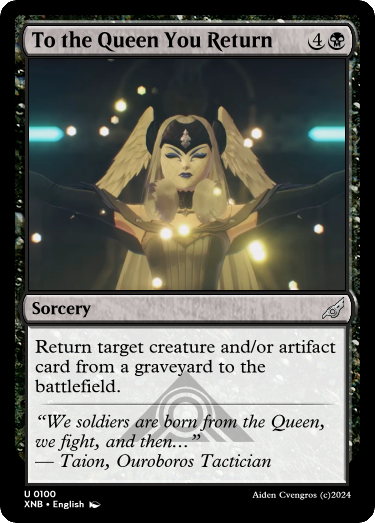 To the Queen You Return 4
Sorcery
Return target creature and/or artifact
card from a graveyard to the
battlefield.
“We soldiers are born from the Queen,
we fight, and then…”
— Taion, Ouroboros Tactician
U 0100
XNB • English
Aiden Cvengros (c)2024